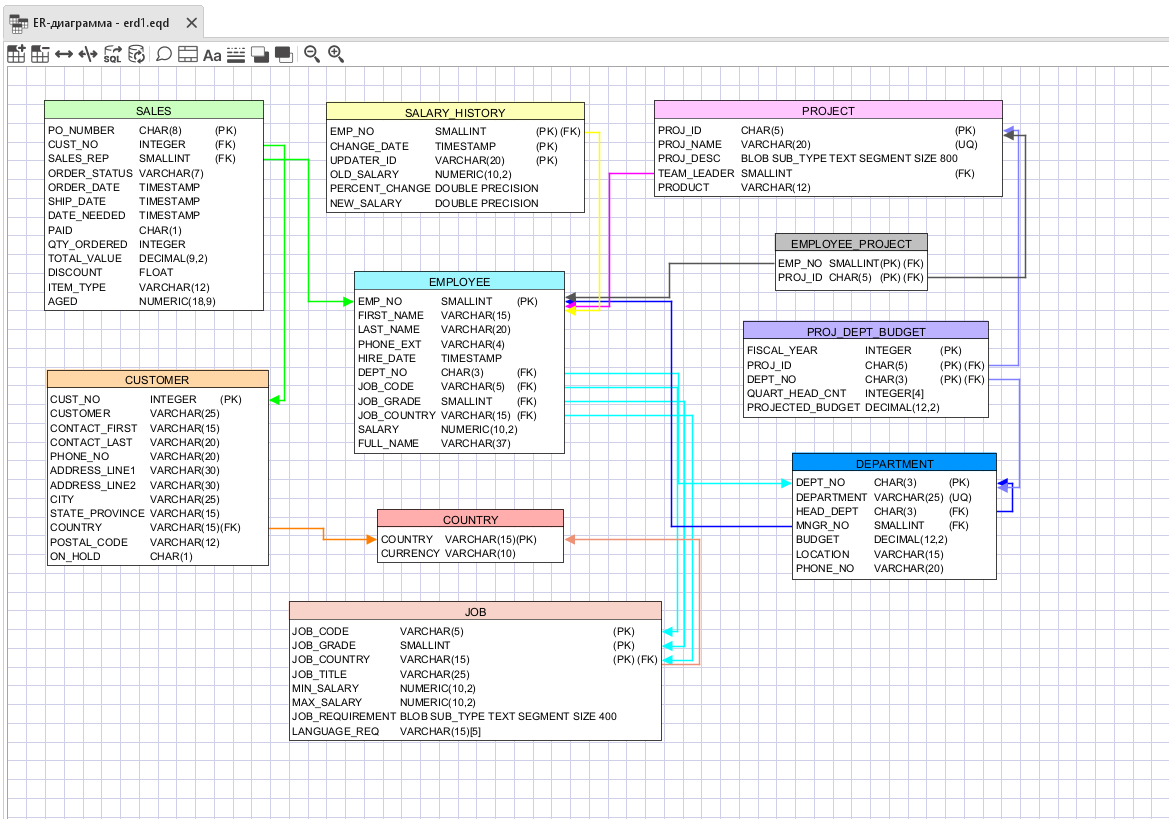 ER-диаграмма - erd1.eqd
SQL Aa
SALES
PO_NUMBER CHAR(8) (PK)
CUST_NO INTEGER (FK)
SALES_REP SMALLINT (FK)
ORDER_STATUS VARCHAR(7)
ORDER_DATE TIMESTAMP
SHIP_DATE TIMESTAMP
DATE_NEEDED TIMESTAMP
PAID CHAR(1)
QTY_ORDERED INTEGER
TOTAL_VALUE DECIMAL(9,2)
DISCOUNT FLOAT
ITEM_TYPE VARCHAR(12)
AGED NUMERIC(18,9)
SALARY_HISTORY
EMP_NO SMALLINT (PK) (FK)
CHANGE_DATE TIMESTAMP (PK)
UPDATER_ID VARCHAR(20) (PK)
OLD_SALARY NUMERIC(10,2)
PERCENT_CHANGE DOUBLE PRECISION
NEW_SALARY DOUBLE PRECISION
PROJECT
PROJ_ID CHAR(5) (PK)
PROJ_NAME VARCHAR(20) (UQ)
PROJ_DESC BLOB SUB_TYPE TEXT SEGMENT SIZE 800
TEAM_LEADER SMALLINT (FK)
PRODUCT VARCHAR(12)
EMPLOYEE_PROJECT
EMP_NO SMALLINT(PK) (FK)
PROJ_ID CHAR(5) (PK) (FK)
EMPLOYEE
EMP_NO SMALLINT (PK)
FIRST_NAME VARCHAR(15)
LAST_NAME VARCHAR(20)
PHONE_EXT VARCHAR(4)
HIRE_DATE TIMESTAMP
DEPT_NO CHAR(3) (FK)
JOB_CODE VARCHAR(5) (FK)
JOB_GRADE SMALLINT (FK)
JOB_COUNTRY VARCHAR(15) (FK)
SALARY NUMERIC(10,2)
FULL_NAME VARCHAR(37)
PROJ_DEPT_BUDGET
FISCAL_YEAR INTEGER (PK)
PROJ_ID CHAR(5) (PK) (FK)
DEPT_NO CHAR(3) (PK) (FK)
QUART_HEAD_CNT INTEGER[4]
PROJECTED_BUDGET DECIMAL(12,2)
CUSTOMER
CUST_NO INTEGER (PK)
CUSTOMER VARCHAR(25)
CONTACT_FIRST VARCHAR(15)
CONTACT_LAST VARCHAR(20)
PHONE_NO VARCHAR(20)
ADDRESS_LINE1 VARCHAR(30)
ADDRESS_LINE2 VARCHAR(30)
CITY VARCHAR(25)
STATE_PROVINCE VARCHAR(15)
COUNTRY VARCHAR(15)(FK)
POSTAL_CODE VARCHAR(12)
ON_HOLD CHAR(1)
DEPARTMENT
DEPT_NO CHAR(3) (PK)
DEPARTMENT VARCHAR(25) (UQ)
HEAD_DEPT CHAR(3) (FK)
MNGR_NO SMALLINT (FK)
BUDGET DECIMAL(12,2)
LOCATION VARCHAR(15)
PHONE_NO VARCHAR(20)
COUNTRY
COUNTRY VARCHAR(15)(PK)
CURRENCY VARCHAR(10)
JOB
JOB_CODE VARCHAR(5) (PK)
JOB_GRADE SMALLINT (PK)
JOB_COUNTRY VARCHAR(15) (PK) (FK)
JOB_TITLE VARCHAR(25)
MIN_SALARY NUMERIC(10,2)
MAX_SALARY NUMERIC(10,2)
JOB_REQUIREMENT BLOB SUB_TYPE TEXT SEGMENT SIZE 400
LANGUAGE_REQ VARCHAR(15)[5]